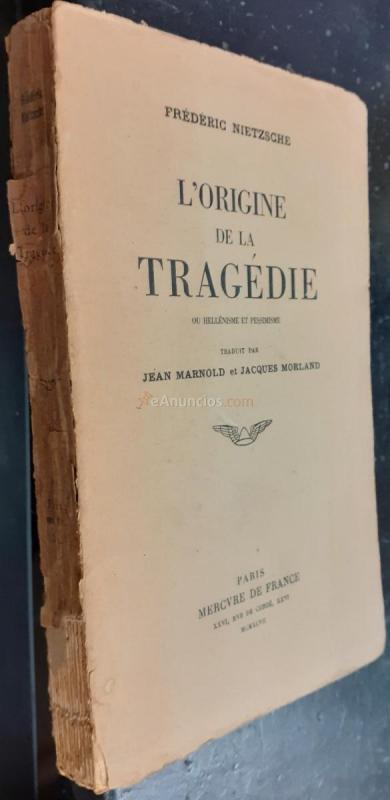 FRÉDÉRIC NIETZSCHE
L'ORIGINE
DE LA
TRAGÉDIE
OU HELLÉNISME ET PESSIMISME
TRADUIT PAR
JEAN MARNOLD et JACQUES MORLAND
eAnuncios.com
PARIS
MERCVRE DE FRANCE
XXVI, RVE DE CONDÉ, XXVI
MCMXLVII
L'orig
de la